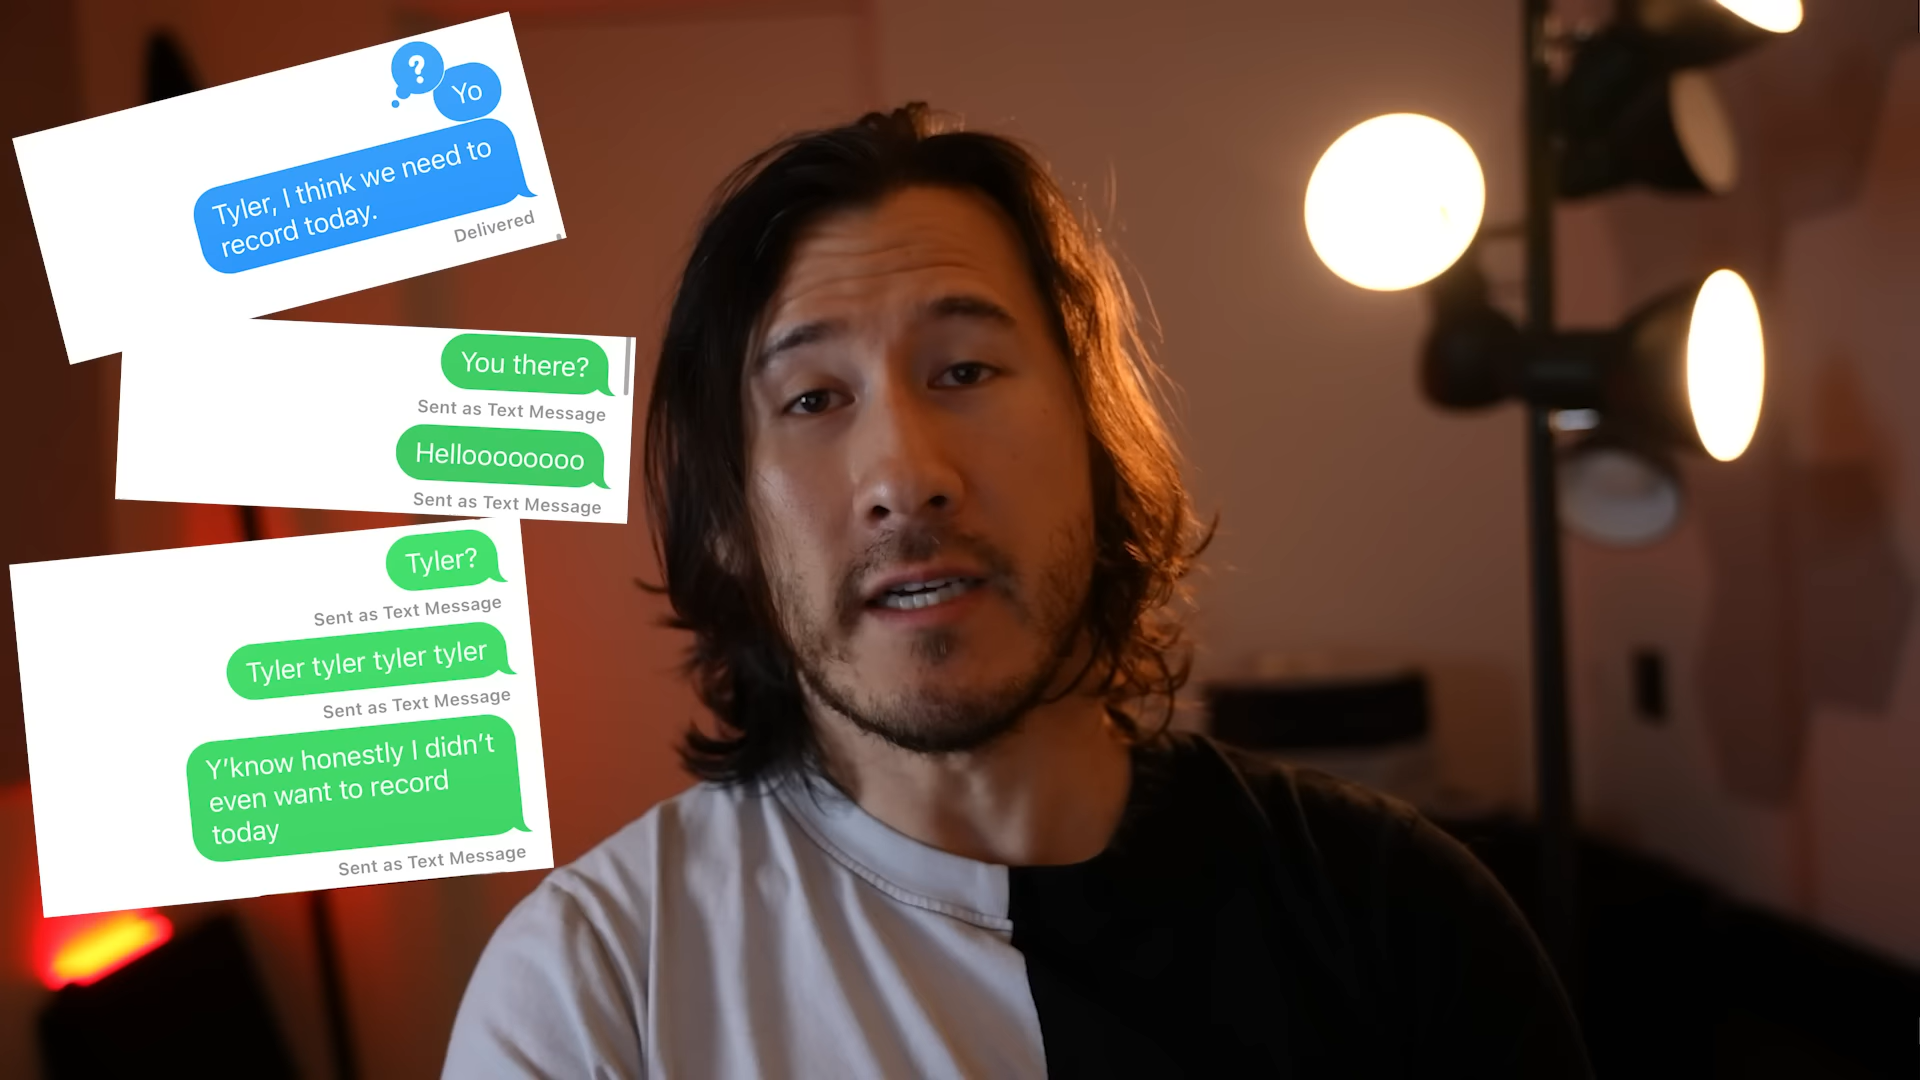 ?
Yo
Tyler, I think we need to
record today.
Delivered
You there?
Sent as Text Message
Helloooooooo
Sent as Text Message
Tyler?
Sent as Text Message
Tyler tyler tyler tyler
Sent as Text Message
Y'know honestly I didn't
even want to record
today
Sent as Text Message